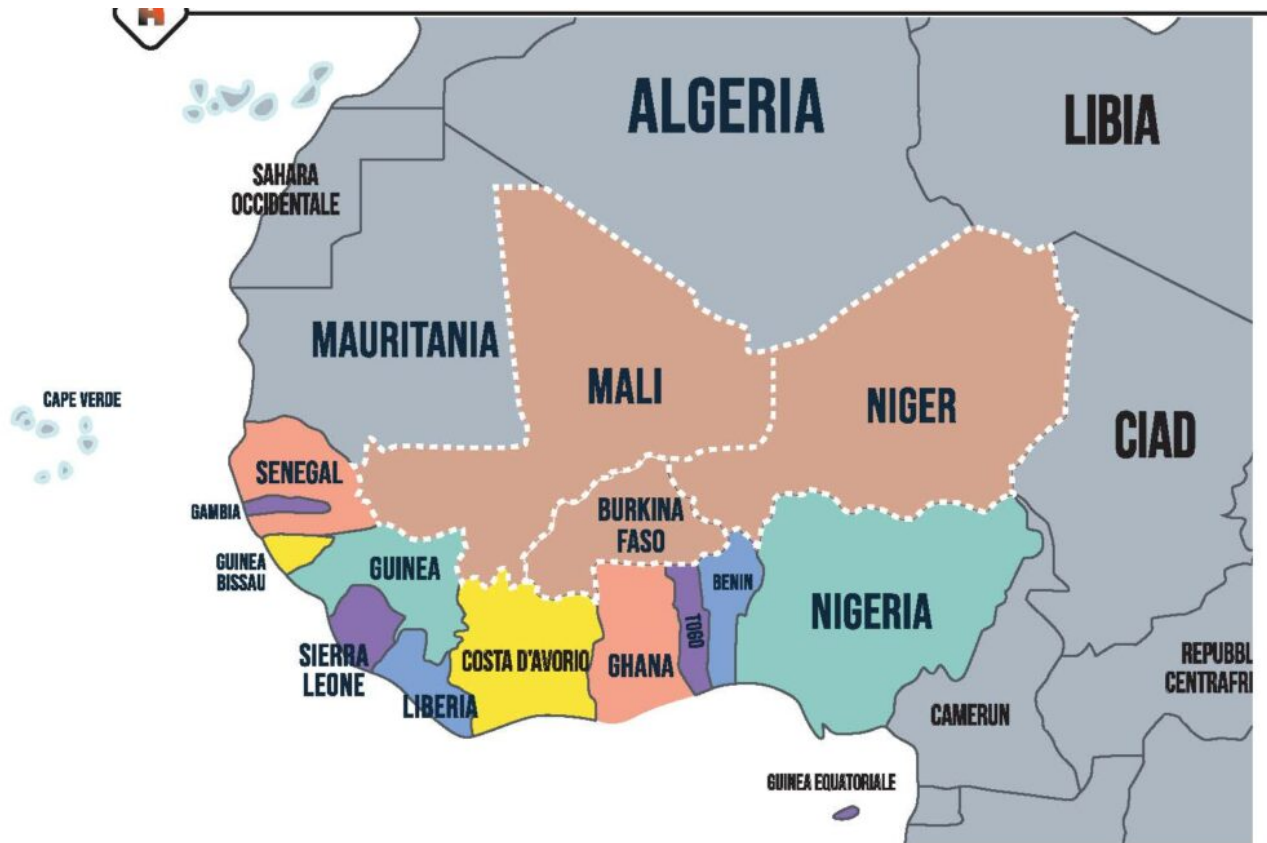 ALGERIA
LIBIA
SAHARA
OCCIDENTALE
MAURITANIA
MALI
NIGER
CAPE VERDE
CIAD
SENEGAL
GAMBIA
BURKINA
FASO
GUINEA
BISSAU
GUINEA
BENIN
NIGERIA
TOGO
SIERRA
LEONE
COSTA D'AVORIO
GHANA
LIBERIA
REPUBBL
CENTRAFRI
CAMERUN
GUINEA EQUATORIALE